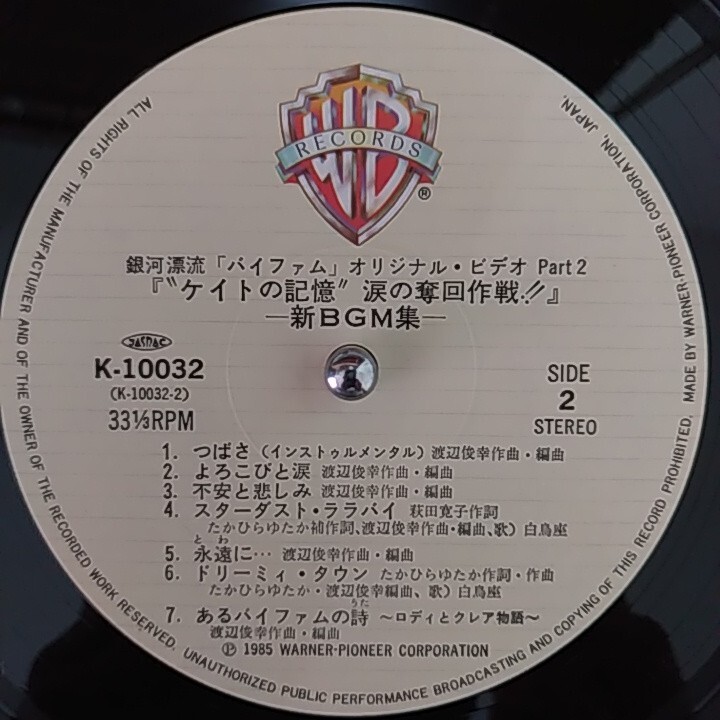 WB
RECORDS
®
銀河漂流「バイファム」オリジナル・ビデオ Part 2
『〝ケイトの記憶〟涙の奪回作戦!!』
―新BGM集―
JASRAC
K-10032
(K-10032-2)
33⅓RPM
SIDE
2
STEREO
1. つばさ（インストゥルメンタル）渡辺俊幸作曲・編曲
2. よろこびと涙 渡辺俊幸作曲・編曲
3. 不安と悲しみ 渡辺俊幸作曲・編曲
4. スターダスト・ララバイ 萩田寛子作詞
たかひらゆたか補作詞、渡辺俊幸作曲・編曲、歌）白鳥座
とわ
5. 永遠に… 渡辺俊幸作曲・編曲
6. ドリーミィ・タウン たかひらゆたか作詞・作曲
たかひらゆたか・渡辺俊幸編曲、歌）白鳥座
うた
7. あるバイファムの詩 〜ロディとクレア物語〜
渡辺俊幸作曲・編曲
Ⓟ 1985 WARNER-PIONEER CORPORATION
ALL RIGHTS OF THE MANUFACTURER AND OF THE OWNER OF THE RECORDED WORK RESERVED. UNAUTHORIZED PUBLIC PERFORMANCE BROADCASTING AND COPYING OF THIS RECORD PROHIBITED. MADE BY WARNER-PIONEER CORPORATION, JAPAN.